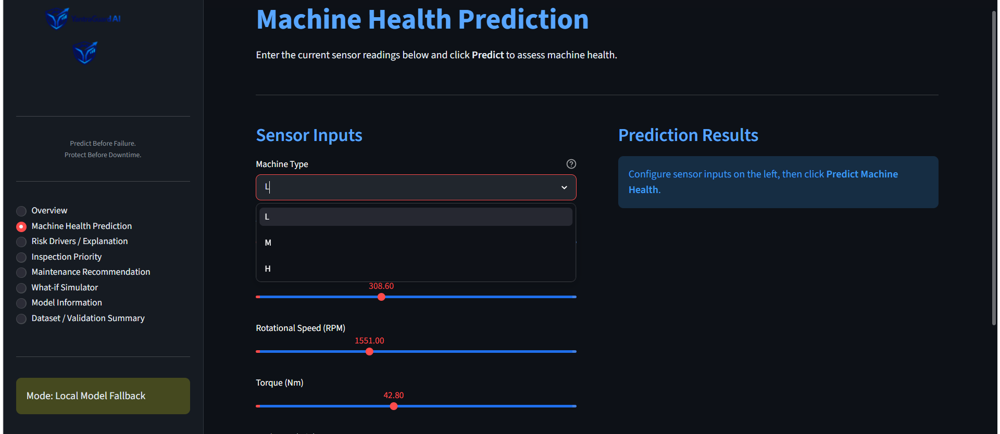 YantraGuard AI
Predict Before Failure.
Protect Before Downtime.
Overview
Machine Health Prediction
Risk Drivers / Explanation
Inspection Priority
Maintenance Recommendation
What-if Simulator
Model Information
Dataset / Validation Summary
Mode: Local Model Fallback
Machine Health Prediction
Enter the current sensor readings below and click Predict to assess machine health.
Sensor Inputs
Machine Type
L
L
M
H
308.60
Rotational Speed (RPM)
1551.00
Torque (Nm)
42.80
Prediction Results
Configure sensor inputs on the left, then click Predict Machine
Health.